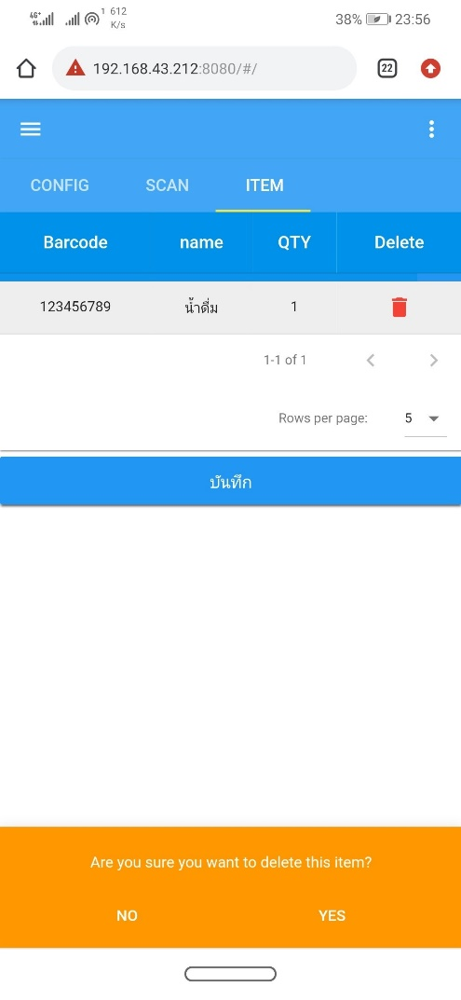 4G+ 1 612 K/s 38% 23:56
192.168.43.212:8080/#/ 22
CONFIG SCAN ITEM
Barcode name QTY Delete
123456789 น้ำดื่ม 1
1-1 of 1
Rows per page: 5
บันทึก
Are you sure you want to delete this item?
NO YES